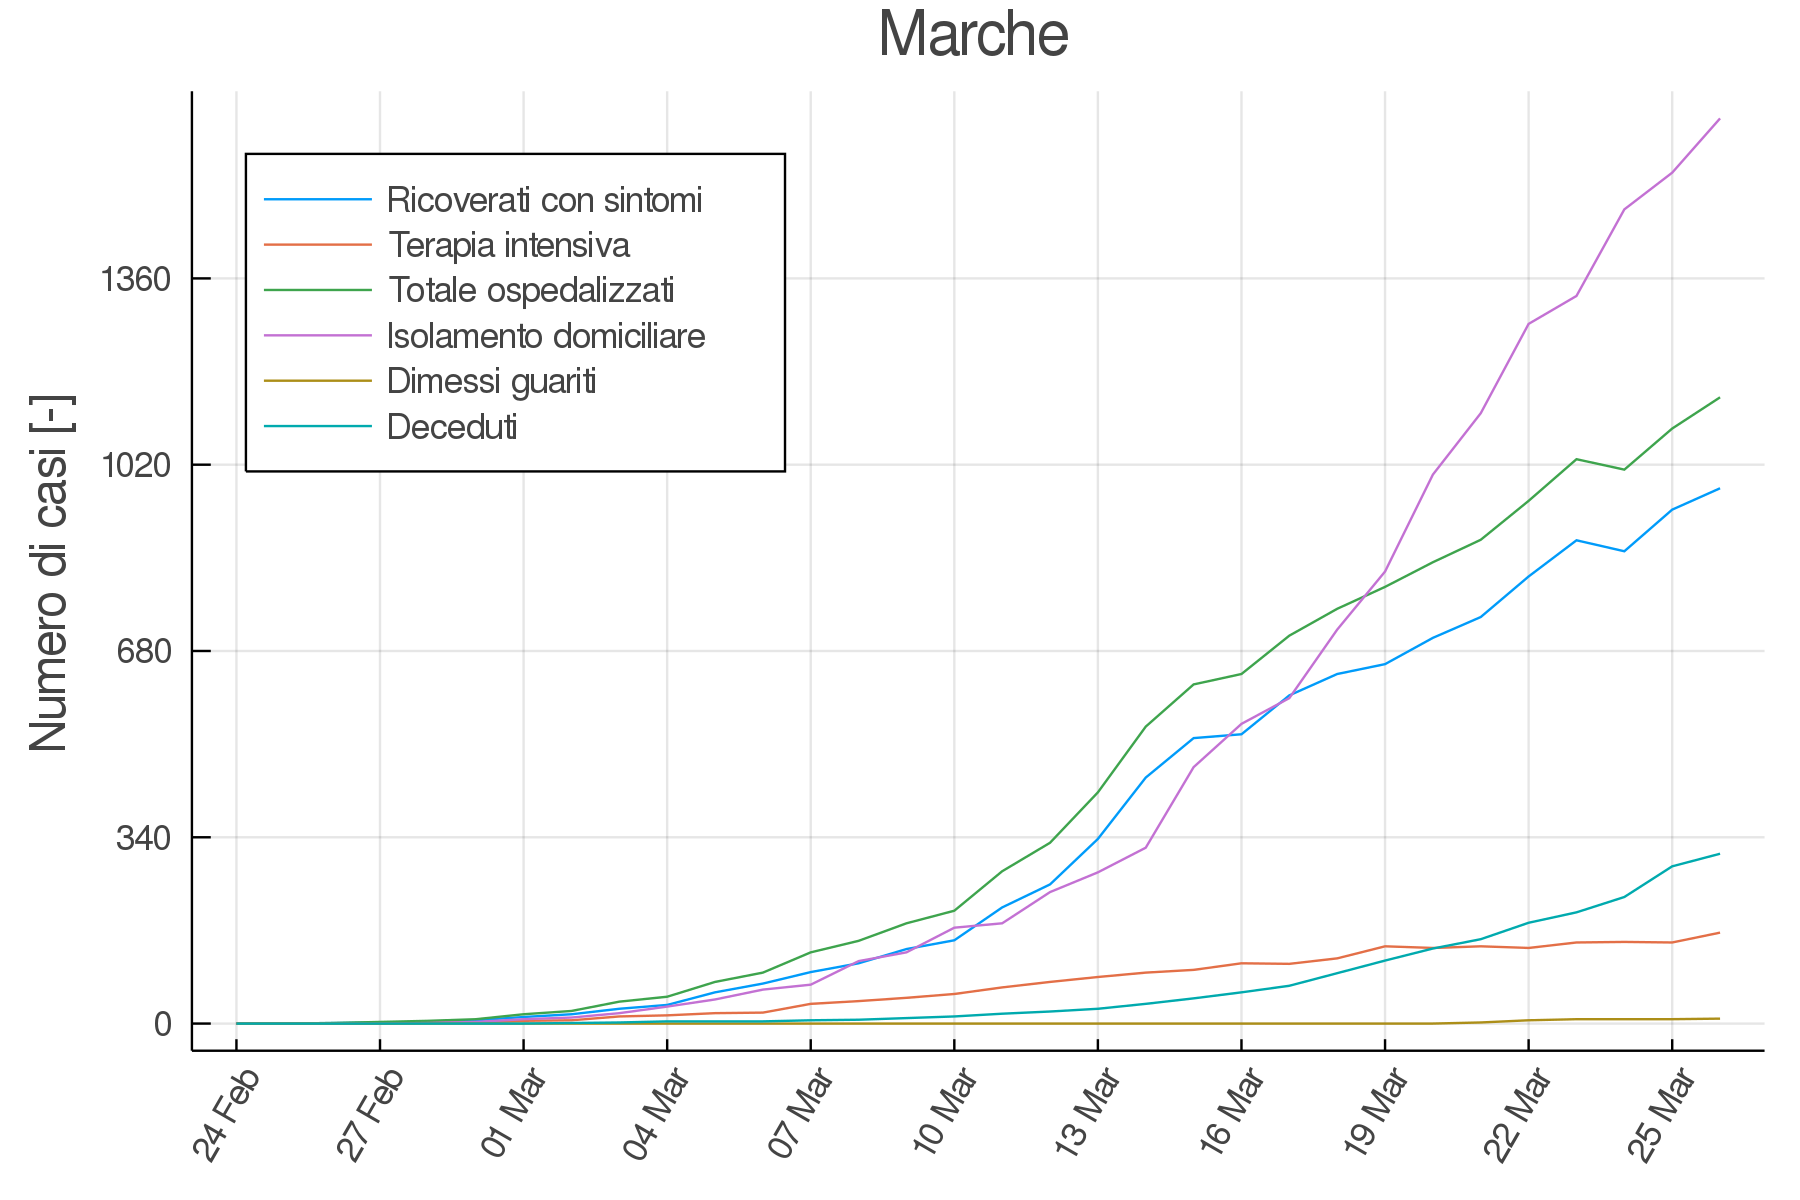 Marche
Numero di casi [-]
1360
1020
680
340
0
Ricoverati con sintomi
Terapia intensiva
Totale ospedalizzati
Isolamento domiciliare
Dimessi guariti
Deceduti
24 Feb
27 Feb
01 Mar
04 Mar
07 Mar
10 Mar
13 Mar
16 Mar
19 Mar
22 Mar
25 Mar